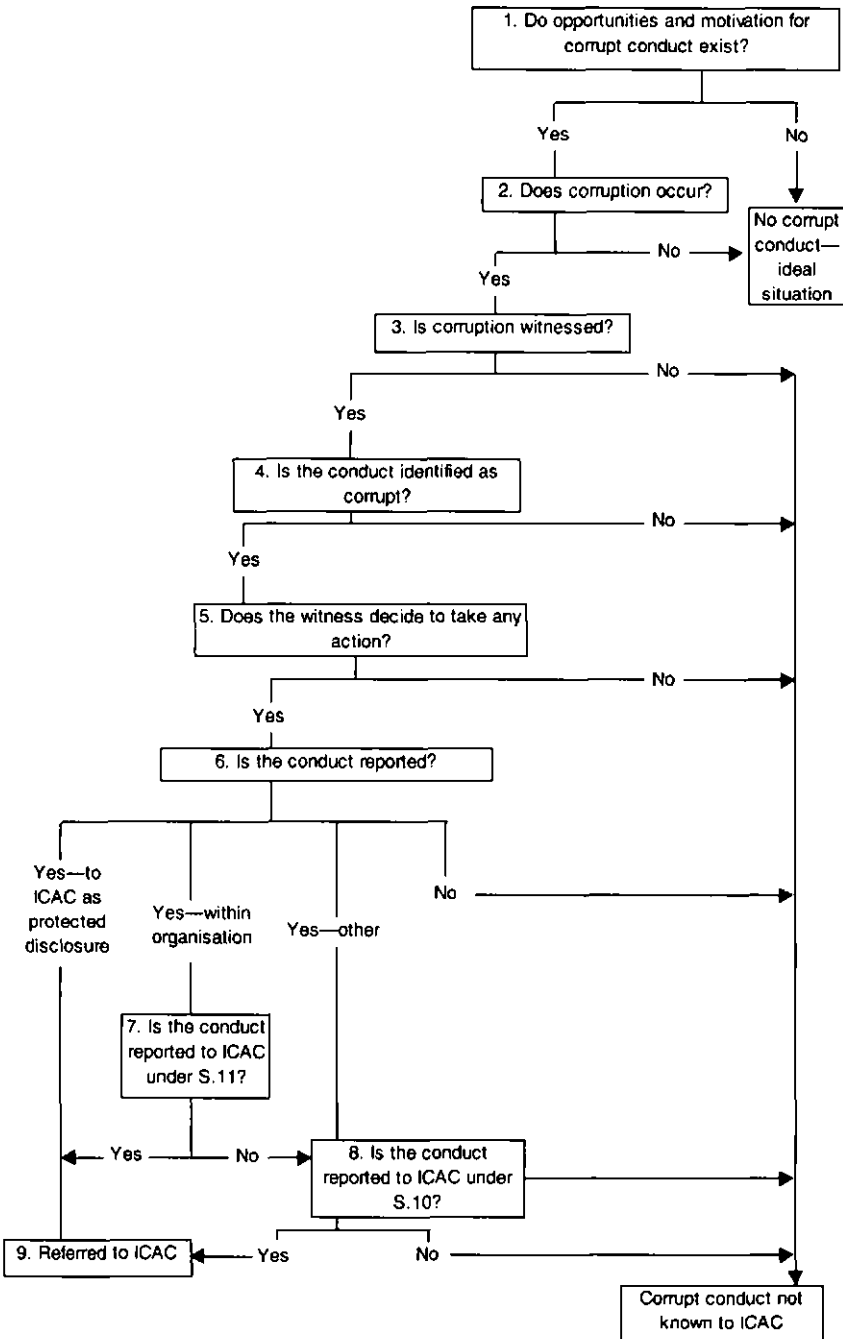 1. Do opportunities and motivation for
corrupt conduct exist?
Yes
No
2. Does corruption occur?
No corrupt
conduct—
ideal
situation
No
Yes
3. Is corruption witnessed?
No
Yes
4. Is the conduct identified as
corrupt?
No
Yes
5. Does the witness decide to take any
action?
No
Yes
6. Is the conduct reported?
Yes—to
ICAC as
protected
disclosure
Yes—within
organisation
Yes—other
No
7. Is the conduct
reported to ICAC
under S.11?
Yes
No
8. Is the conduct
reported to ICAC under
S.10?
9. Referred to ICAC
Yes
No
Corrupt conduct not
known to ICAC